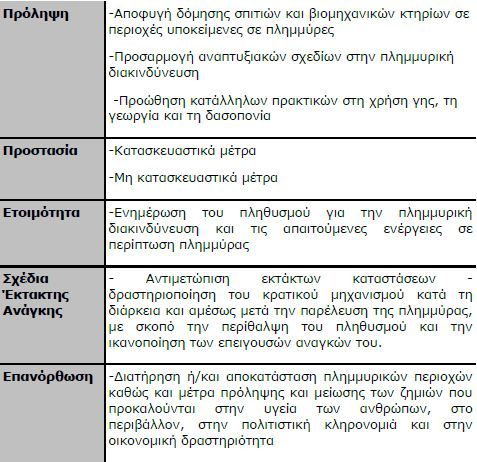 Πρόληψη
-Αποφυγή δόμησης σπιτιών και βιομηχανικών κτηρίων σε
περιοχές υποκείμενες σε πλημμύρες
-Προσαρμογή αναπτυξιακών σχεδίων στην πλημμυρική
διακινδύνευση
-Προώθηση κατάλληλων πρακτικών στη χρήση γης, τη
γεωργία και τη δασοπονία
Προστασία
-Κατασκευαστικά μέτρα
-Μη κατασκευαστικά μέτρα
Ετοιμότητα
-Ενημέρωση του πληθυσμού για την πλημμυρική
διακινδύνευση και τις απαιτούμενες ενέργειες σε
περίπτωση πλημμύρας
Σχέδια
Έκτακτης
Ανάγκης
- Αντιμετώπιση εκτάκτων καταστάσεων -
δραστηριοποίηση του κρατικού μηχανισμού κατά τη
διάρκεια και αμέσως μετά την παρέλευση της πλημμύρας,
με σκοπό την περίθαλψη του πληθυσμού και την
ικανοποίηση των επειγουσών αναγκών του.
Επανόρθωση
-Διατήρηση ή/και αποκατάσταση πλημμυρικών περιοχών
καθώς και μέτρα πρόληψης και μείωσης των ζημιών που
προκαλούνται στην υγεία των ανθρώπων, στο
περιβάλλον, στην πολιτιστική κληρονομιά και στην
οικονομική δραστηριότητα